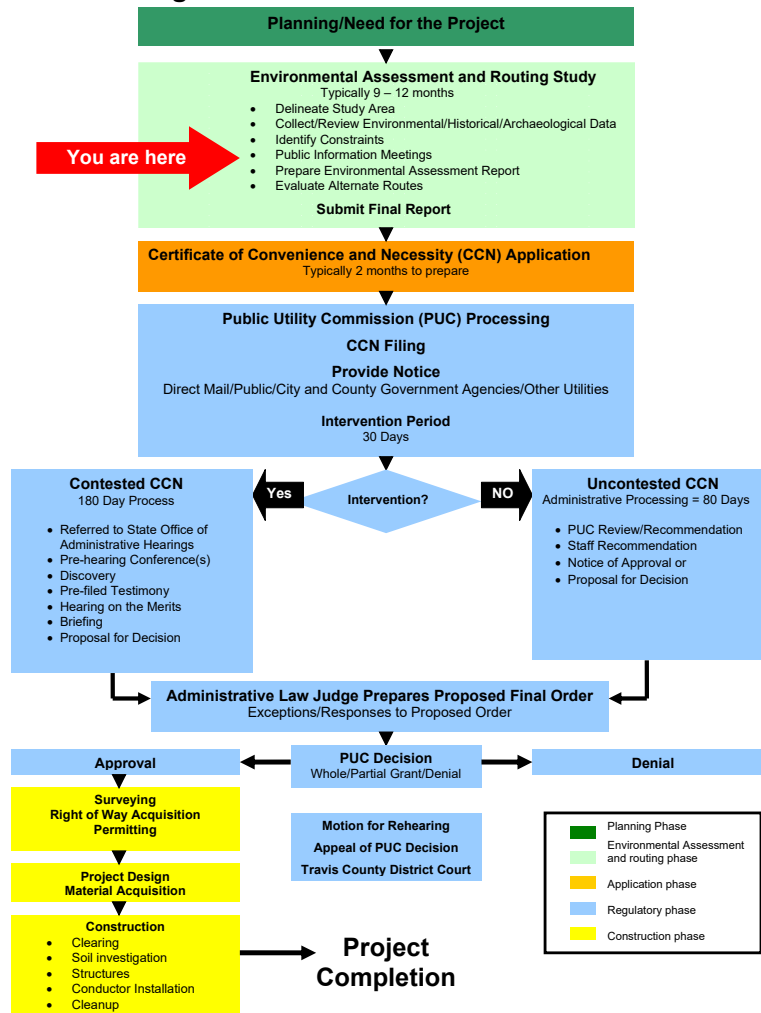 Planning/Need for the Project
Environmental Assessment and Routing Study
Typically 9 – 12 months
• Delineate Study Area
• Collect/Review Environmental/Historical/Archaeological Data
• Identify Constraints
• Public Information Meetings
• Prepare Environmental Assessment Report
• Evaluate Alternate Routes
Submit Final Report
You are here
Certificate of Convenience and Necessity (CCN) Application
Typically 2 months to prepare
Public Utility Commission (PUC) Processing
CCN Filing
Provide Notice
Direct Mail/Public/City and County Government Agencies/Other Utilities
Intervention Period
30 Days
Contested CCN
180 Day Process
• Referred to State Office of
Administrative Hearings
• Pre-hearing Conference(s)
• Discovery
• Pre-filed Testimony
• Hearing on the Merits
• Briefing
• Proposal for Decision
Yes
Intervention?
NO
Uncontested CCN
Administrative Processing = 80 Days
• PUC Review/Recommendation
• Staff Recommendation
• Notice of Approval or
• Proposal for Decision
Administrative Law Judge Prepares Proposed Final Order
Exceptions/Responses to Proposed Order
Approval
PUC Decision
Whole/Partial Grant/Denial
Denial
Surveying
Right of Way Acquisition
Permitting
Motion for Rehearing
Appeal of PUC Decision
Travis County District Court
Project Design
Material Acquisition
Construction
• Clearing
• Soil investigation
• Structures
• Conductor Installation
• Cleanup
Project
Completion
Planning Phase
Environmental Assessment
and routing phase
Application phase
Regulatory phase
Construction phase